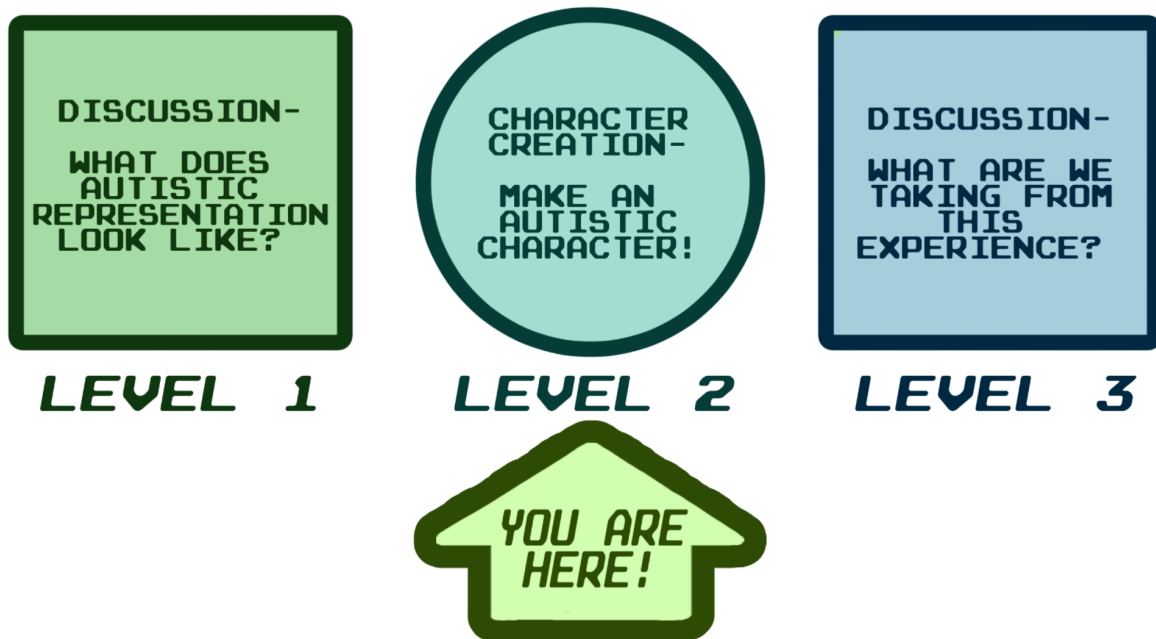 DISCUSSION-
WHAT DOES
AUTISTIC
REPRESENTATION
LOOK LIKE?
LEVEL 1
CHARACTER
CREATION-
MAKE AN
AUTISTIC
CHARACTER!
LEVEL 2
DISCUSSION-
WHAT ARE WE
TAKING FROM
THIS
EXPERIENCE?
LEVEL 3
YOU ARE
HERE!